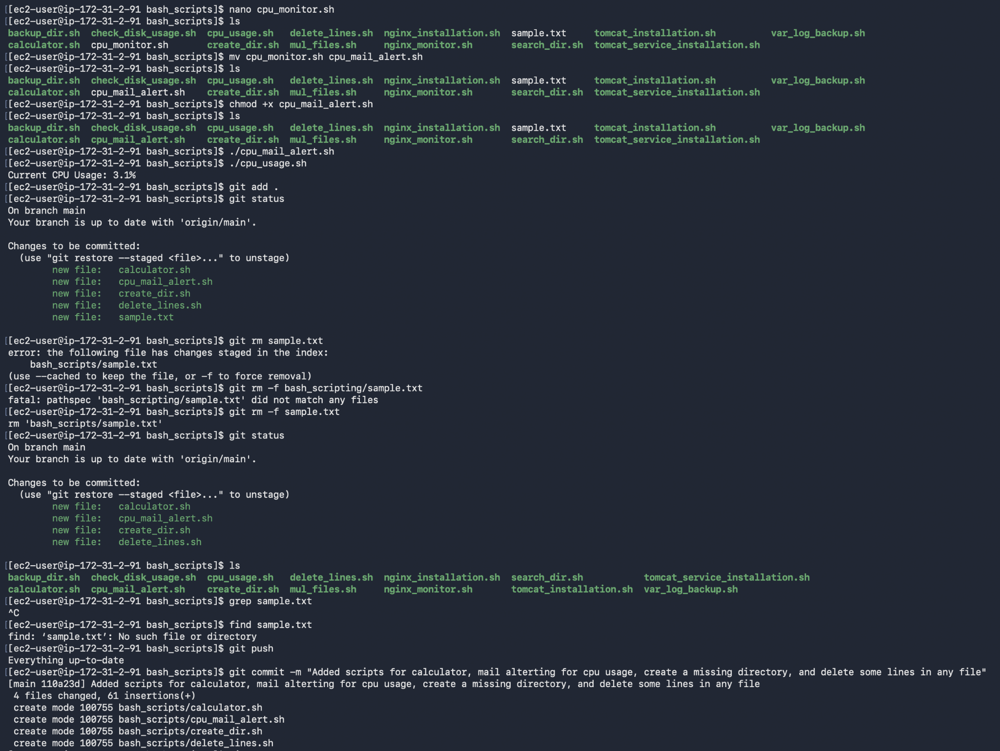 [[ec2-user@ip-172-31-2-91 bash_scripts]$ nano cpu_monitor.sh
[[ec2-user@ip-172-31-2-91 bash_scripts]$ ls
backup_dir.sh  check_disk_usage.sh  cpu_usage.sh   delete_lines.sh  nginx_installation.sh  sample.txt     tomcat_installation.sh          var_log_backup.sh
calculator.sh  cpu_monitor.sh       create_dir.sh  mul_files.sh     nginx_monitor.sh       search_dir.sh  tomcat_service_installation.sh
[[ec2-user@ip-172-31-2-91 bash_scripts]$ mv cpu_monitor.sh cpu_mail_alert.sh
[[ec2-user@ip-172-31-2-91 bash_scripts]$ ls
backup_dir.sh  check_disk_usage.sh  cpu_usage.sh   delete_lines.sh  nginx_installation.sh  sample.txt     tomcat_installation.sh          var_log_backup.sh
calculator.sh  cpu_mail_alert.sh    create_dir.sh  mul_files.sh     nginx_monitor.sh       search_dir.sh  tomcat_service_installation.sh
[[ec2-user@ip-172-31-2-91 bash_scripts]$ chmod +x cpu_mail_alert.sh
[[ec2-user@ip-172-31-2-91 bash_scripts]$ ls
backup_dir.sh  check_disk_usage.sh  cpu_usage.sh   delete_lines.sh  nginx_installation.sh  sample.txt     tomcat_installation.sh          var_log_backup.sh
calculator.sh  cpu_mail_alert.sh    create_dir.sh  mul_files.sh     nginx_monitor.sh       search_dir.sh  tomcat_service_installation.sh
[[ec2-user@ip-172-31-2-91 bash_scripts]$ ./cpu_mail_alert.sh
[[ec2-user@ip-172-31-2-91 bash_scripts]$ ./cpu_usage.sh
Current CPU Usage: 3.1%
[[ec2-user@ip-172-31-2-91 bash_scripts]$ git add .
[[ec2-user@ip-172-31-2-91 bash_scripts]$ git status
On branch main
Your branch is up to date with 'origin/main'.
Changes to be committed:
  (use "git restore --staged <file>..." to unstage)
        new file:   calculator.sh
        new file:   cpu_mail_alert.sh
        new file:   create_dir.sh
        new file:   delete_lines.sh
        new file:   sample.txt
[[ec2-user@ip-172-31-2-91 bash_scripts]$ git rm sample.txt
error: the following file has changes staged in the index:
    bash_scripts/sample.txt
(use --cached to keep the file, or -f to force removal)
[[ec2-user@ip-172-31-2-91 bash_scripts]$ git rm -f bash_scripting/sample.txt
fatal: pathspec 'bash_scripting/sample.txt' did not match any files
[[ec2-user@ip-172-31-2-91 bash_scripts]$ git rm -f sample.txt
rm 'bash_scripts/sample.txt'
[[ec2-user@ip-172-31-2-91 bash_scripts]$ git status
On branch main
Your branch is up to date with 'origin/main'.
Changes to be committed:
  (use "git restore --staged <file>..." to unstage)
        new file:   calculator.sh
        new file:   cpu_mail_alert.sh
        new file:   create_dir.sh
        new file:   delete_lines.sh
[[ec2-user@ip-172-31-2-91 bash_scripts]$ ls
backup_dir.sh  check_disk_usage.sh  cpu_usage.sh   delete_lines.sh  nginx_installation.sh  search_dir.sh           tomcat_service_installation.sh
calculator.sh  cpu_mail_alert.sh    create_dir.sh  mul_files.sh     nginx_monitor.sh       tomcat_installation.sh  var_log_backup.sh
[[ec2-user@ip-172-31-2-91 bash_scripts]$ grep sample.txt
^C
[[ec2-user@ip-172-31-2-91 bash_scripts]$ find sample.txt
find: ‘sample.txt’: No such file or directory
[[ec2-user@ip-172-31-2-91 bash_scripts]$ git push
Everything up-to-date
[[ec2-user@ip-172-31-2-91 bash_scripts]$ git commit -m "Added scripts for calculator, mail alterting for cpu usage, create a missing directory, and delete some lines in any file"
[main 110a23d] Added scripts for calculator, mail alterting for cpu usage, create a missing directory, and delete some lines in any file
 4 files changed, 61 insertions(+)
 create mode 100755 bash_scripts/calculator.sh
 create mode 100755 bash_scripts/cpu_mail_alert.sh
 create mode 100755 bash_scripts/create_dir.sh
 create mode 100755 bash_scripts/delete_lines.sh